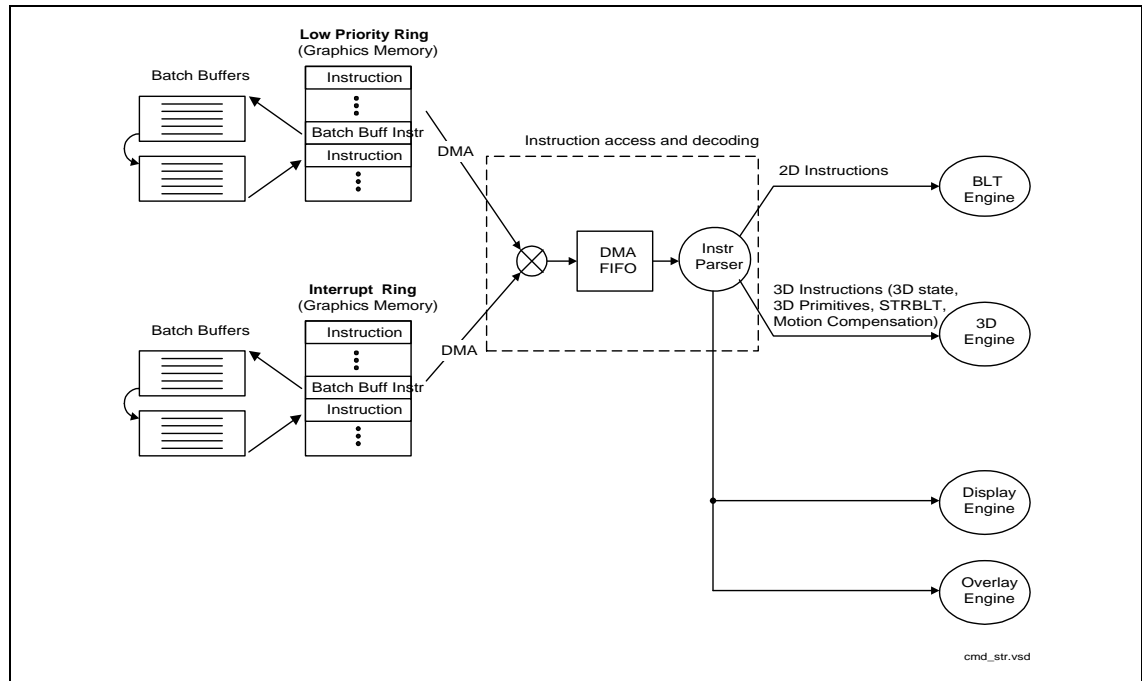 Low Priority Ring
(Graphics Memory)
Batch Buffers
Instruction
Batch Buff Instr
Instruction
DMA
Instruction access and decoding
2D Instructions
BLT
Engine
DMA
FIFO
Instr
Parser
3D Instructions (3D state,
3D Primitives, STRBLT,
Motion Compensation)
3D
Engine
Interrupt Ring
(Graphics Memory)
Batch Buffers
Instruction
DMA
Batch Buff Instr
Instruction
Display
Engine
Overlay
Engine
cmd_str.vsd